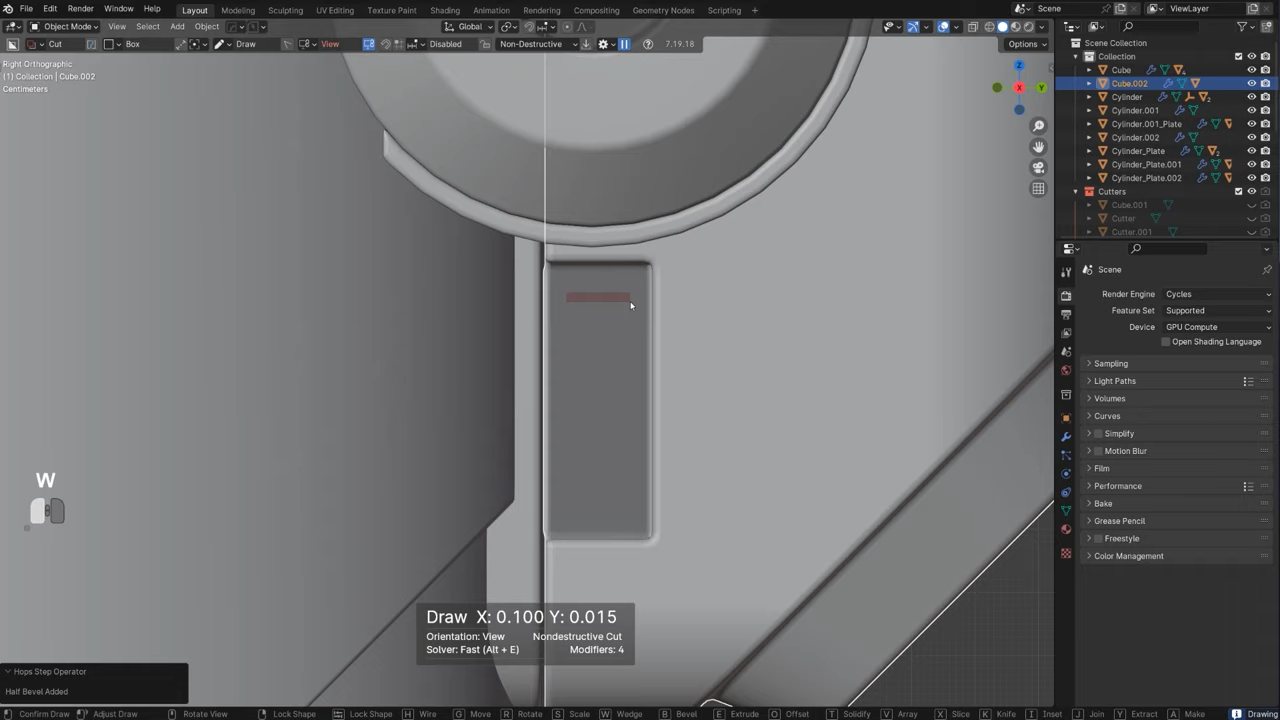 File Edit Render Window Help Layout Modeling Sculpting UV Editing Texture Paint Shading Animation Rendering Compositing Geometry Nodes Scripting + Scene ViewLayer
Object Mode View Select Add Object Global Options
Cut Box Draw View Disabled Non-Destructive 7.19.18
Right Orthographic
(1) Collection | Cube.002
Centimeters
Z
X
Y
W
Draw X: 0.100 Y: 0.015
Orientation: View Nondestructive Cut
Solver: Fast (Alt + E) Modifiers: 4
Hops Step Operator
Half Bevel Added
Scene Collection
Collection
Cube
Cube.002
Cylinder
Cylinder.001
Cylinder.001_Plate
Cylinder.002
Cylinder_Plate
Cylinder_Plate.001
Cylinder_Plate.002
Cutters
Cube.001
Cutter
Cutter.001
Scene
Render Engine Cycles
Feature Set Supported
Device GPU Compute
Open Shading Language
Sampling
Light Paths
Volumes
Curves
Simplify
Motion Blur
Film
Performance
Bake
Grease Pencil
Freestyle
Color Management
Confirm Draw Adjust Draw Rotate View Lock Shape Lock Shape H Wire G Move R Rotate S Scale W Wedge B Bevel E Extrude O Offset T Solidify V Array X Slice K Knife I Inset J Join Y Extract A Make Drawing